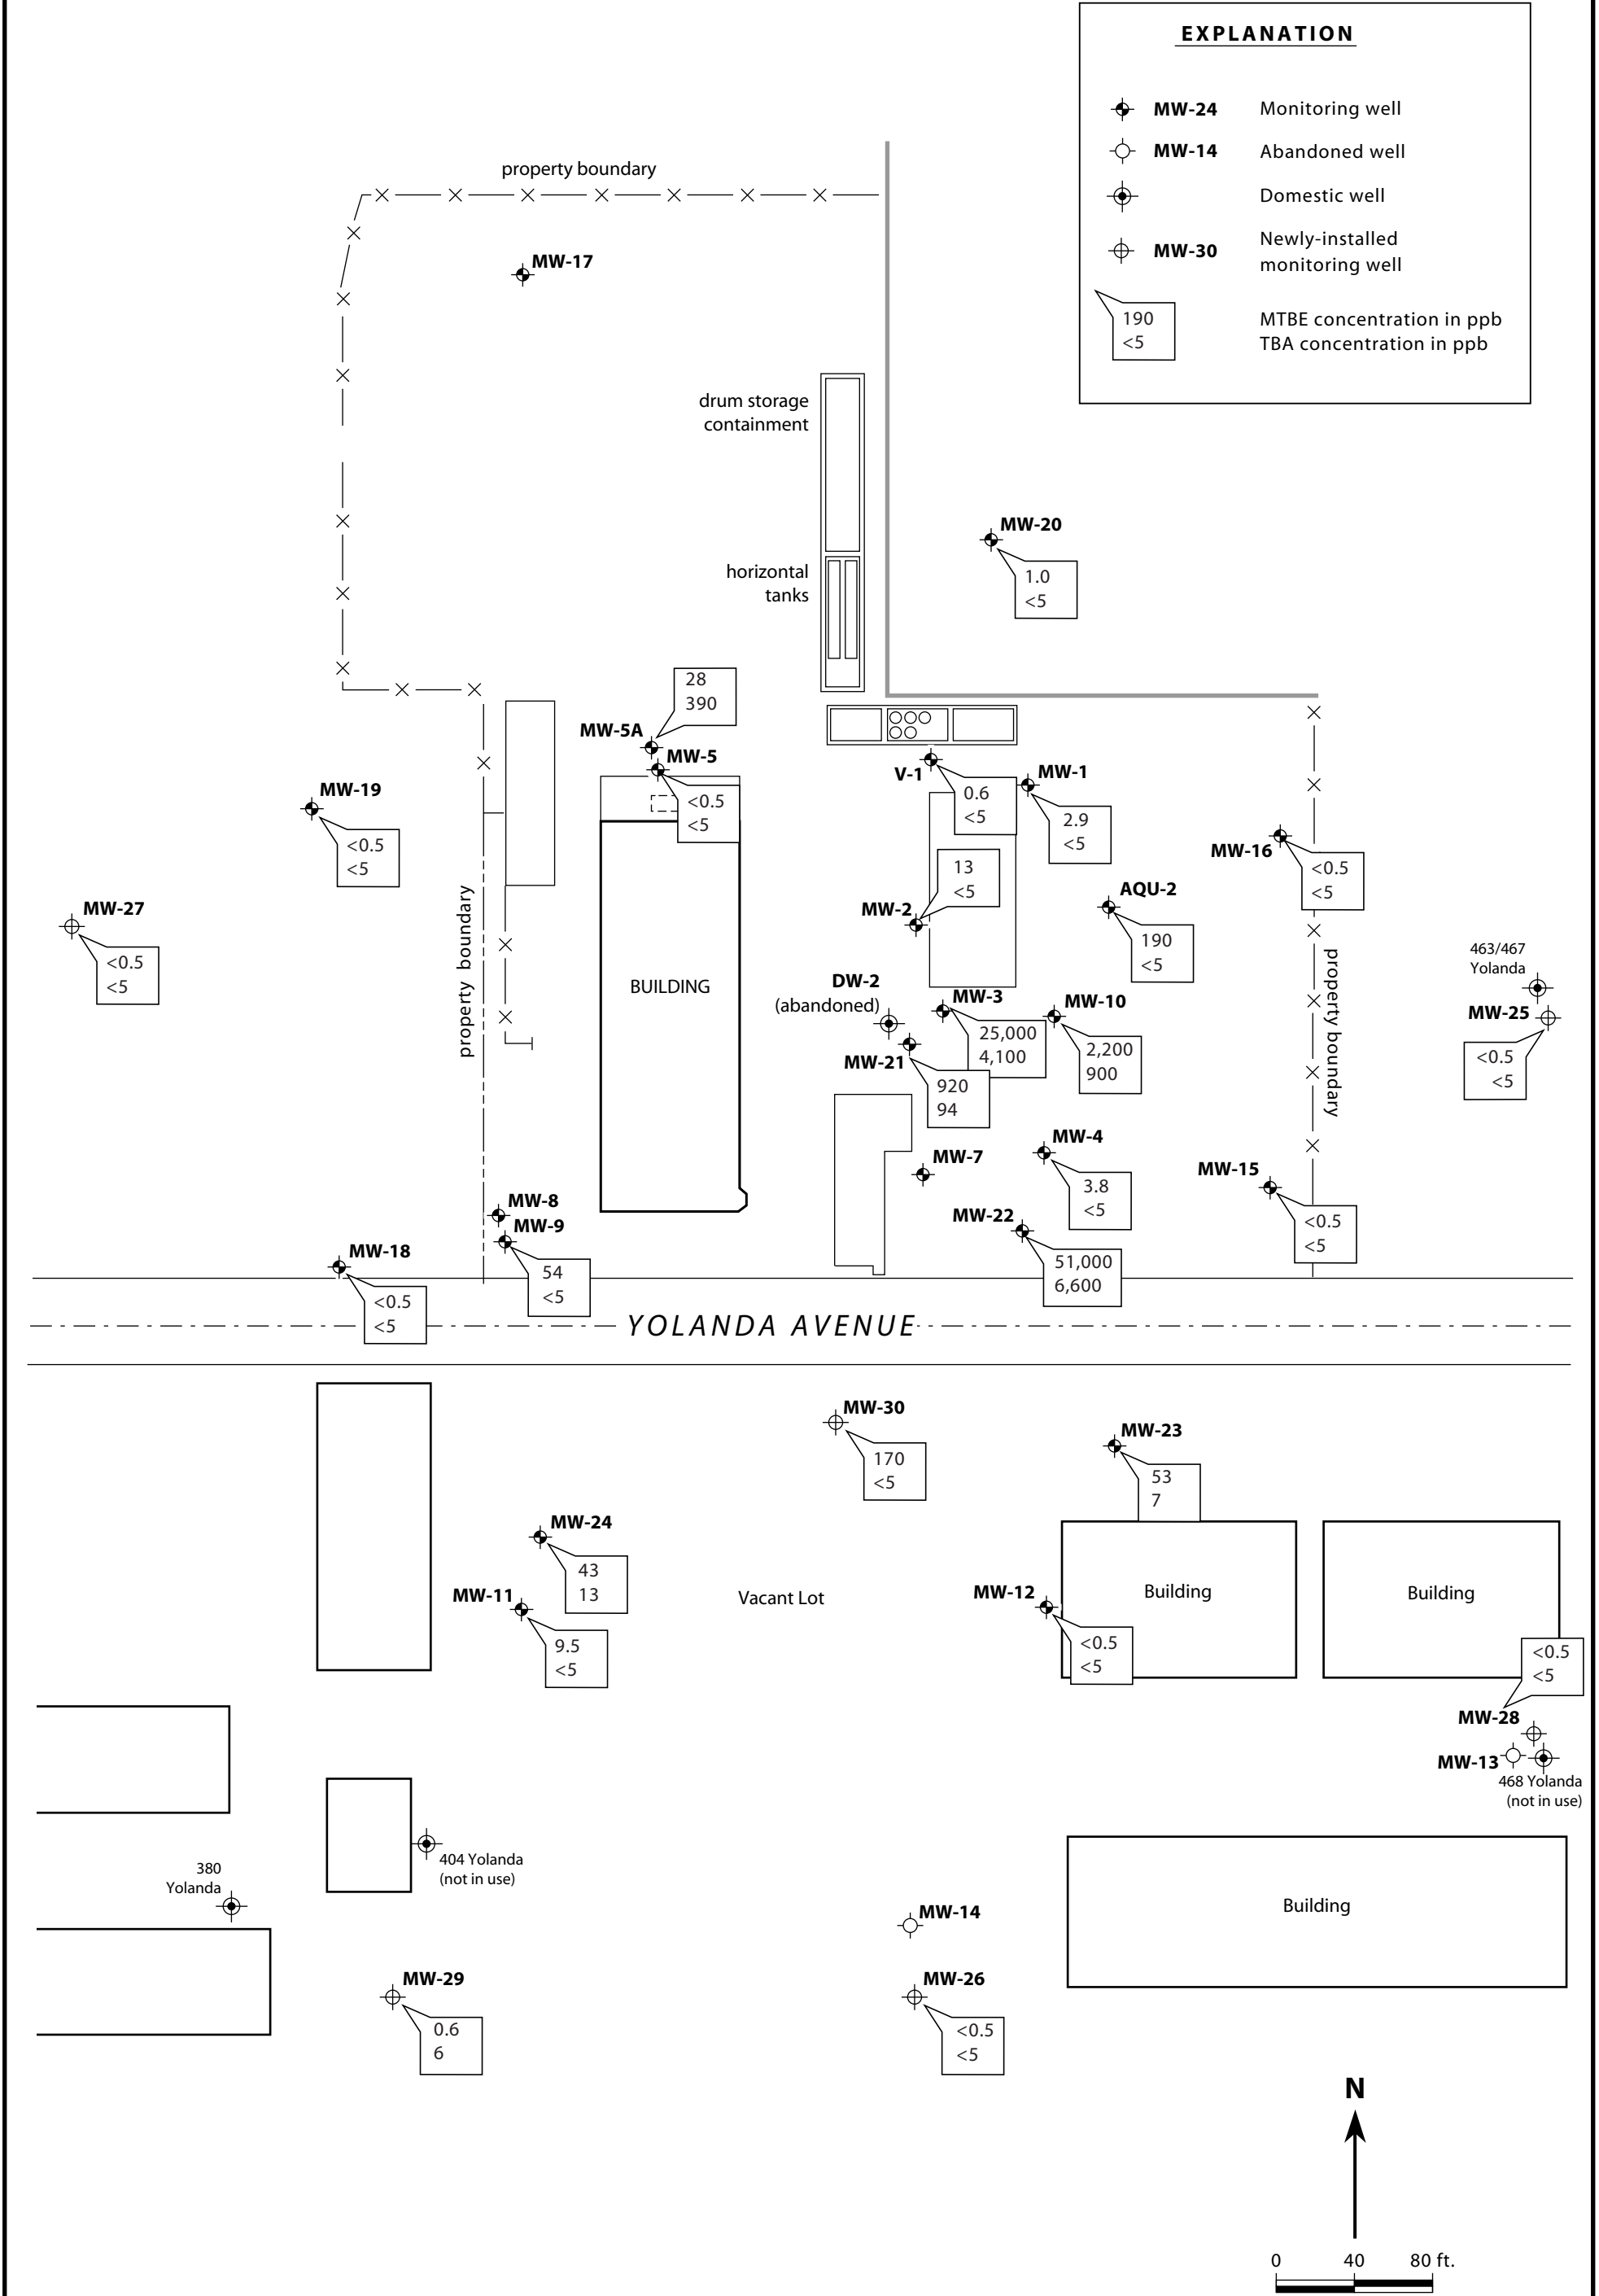 EXPLANATION
MW-24 Monitoring well
MW-14 Abandoned well
Domestic well
MW-30 Newly-installed
monitoring well
190
<5
MTBE concentration in ppb
TBA concentration in ppb
property boundary
MW-17
drum storage
containment
MW-20
1.0
<5
horizontal
tanks
28
390
MW-5A
MW-5
<0.5
<5
V-1
0.6
<5
MW-1
2.9
<5
MW-19
<0.5
<5
MW-16
<0.5
<5
13
<5
MW-2
AQU-2
190
<5
MW-27
<0.5
<5
property boundary
BUILDING
property boundary
463/467
Yolanda
MW-25
<0.5
<5
DW-2
(abandoned)
MW-3
25,000
4,100
MW-10
2,200
900
MW-21
920
94
MW-4
3.8
<5
MW-7
MW-15
<0.5
<5
MW-8
MW-9
54
<5
MW-22
51,000
6,600
MW-18
<0.5
<5
YOLANDA AVENUE
MW-30
170
<5
MW-23
53
7
MW-24
43
13
MW-11
9.5
<5
Vacant Lot
MW-12
<0.5
<5
Building
Building
<0.5
<5
MW-28
MW-13
468 Yolanda
(not in use)
404 Yolanda
(not in use)
380
Yolanda
MW-14
Building
MW-29
0.6
6
MW-26
<0.5
<5
N
0 40 80 ft.